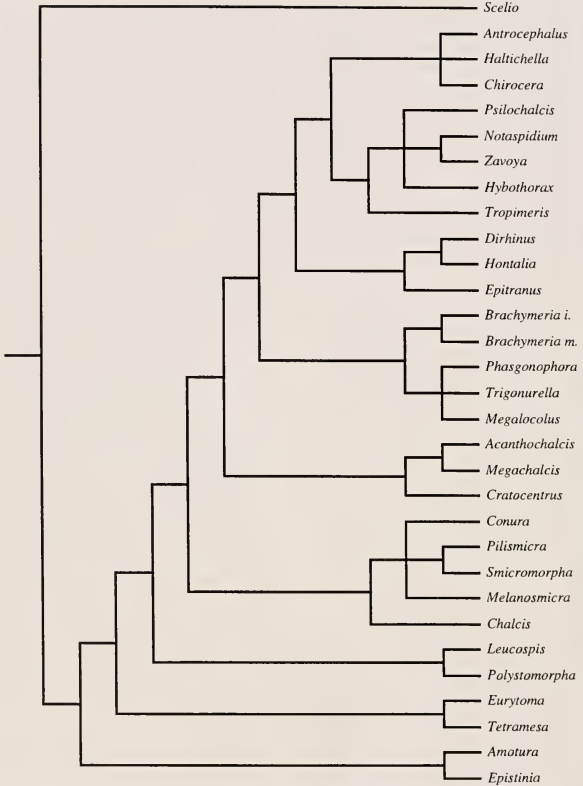 Scelio
Antrocephalus
Haltichella
Chirocera
Psilochalcis
Notaspidium
Zavoya
Hybothorax
Tropimeris
Dirhinus
Hontalia
Epitranus
Brachymeria i.
Brachymeria m.
Phasgonophora
Trigonurella
Megalocolus
Acanthochalcis
Megachalcis
Cratocentrus
Conura
Pilismicra
Smicromorpha
Melanosmicra
Chalcis
Leucospis
Polystomorpha
Eurytoma
Tetramesa
Amotura
Epistinia